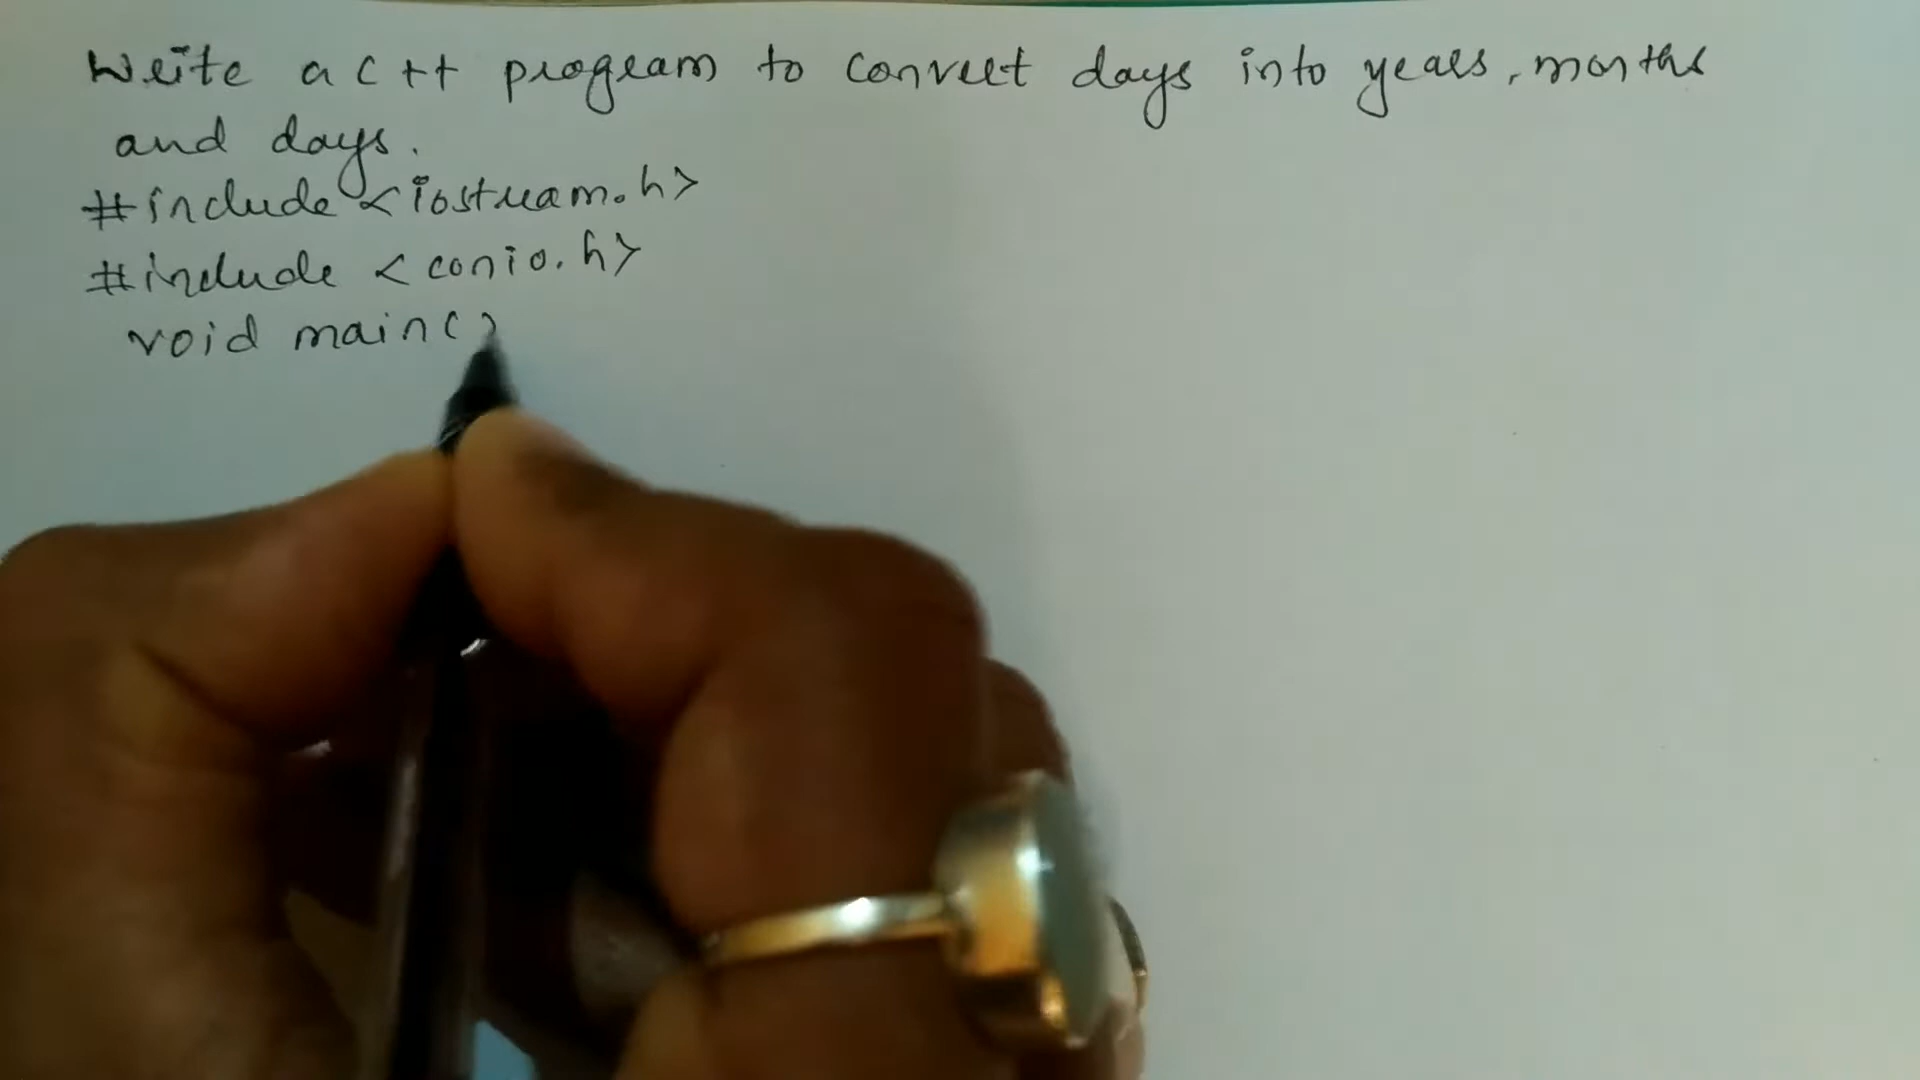 Write a C++ program to convert days into years, months
and days.
#include <iostream.h>
#include <conio.h>
void main()